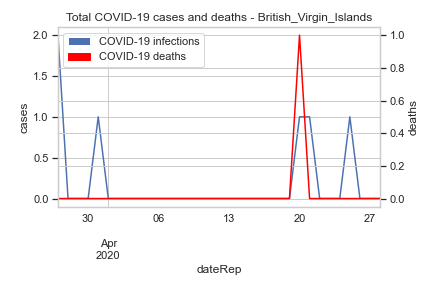 Total COVID-19 cases and deaths - British_Virgin_Islands
COVID-19 infections
COVID-19 deaths
2.0
1.5
1.0
0.5
0.0
cases
1.0
0.8
0.6
0.4
0.2
0.0
deaths
30
06
13
20
27
Apr
2020
dateRep